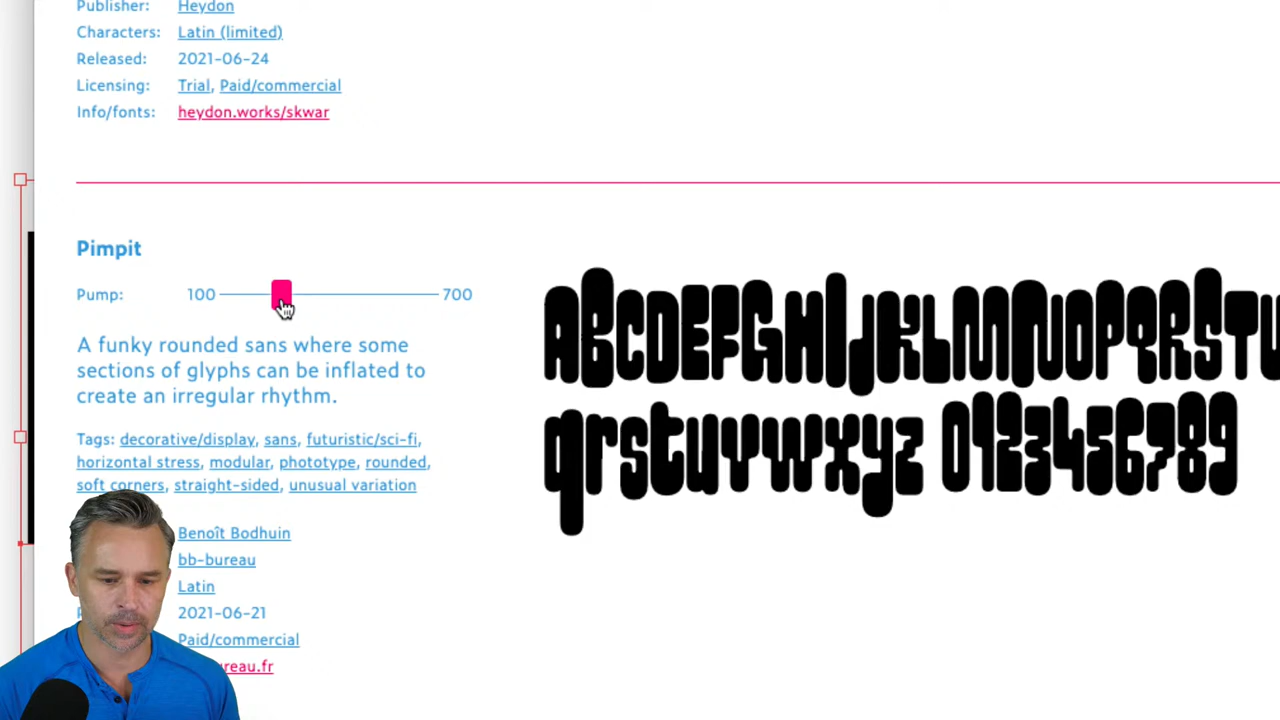 Publisher: Heydon
Characters: Latin (limited)
Released: 2021-06-24
Licensing: Trial, Paid/commercial
Info/fonts: heydon.works/skwar
Pimpit
Pump: 100 700
A funky rounded sans where some
sections of glyphs can be inflated to
create an irregular rhythm.
Tags: decorative/display, sans, futuristic/sci-fi,
horizontal stress, modular, phototype, rounded,
soft corners, straight-sided, unusual variation
Benoît Bodhuin
bb-bureau
Latin
2021-06-21
Paid/commercial
ureau.fr
ABCDEFGHIJKLMNOPQRSTU
qrstuvwxyz 0123456789